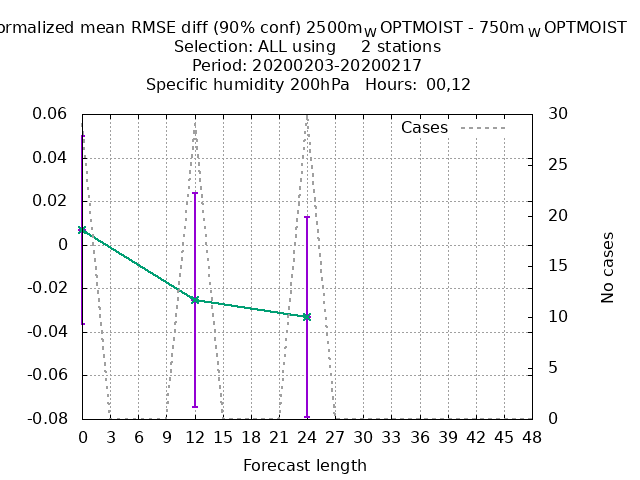 ormalized mean RMSE diff (90% conf) 2500m W OPTMOIST - 750m W OPTMOIST
Selection: ALL using 2 stations
Period: 20200203-20200217
Specific humidity 200hPa Hours: 00,12
Cases
0.06
0.04
0.02
0
-0.02
-0.04
-0.06
-0.08
30
25
20
15
10
5
0
No cases
0 3 6 9 12 15 18 21 24 27 30 33 36 39 42 45 48
Forecast length